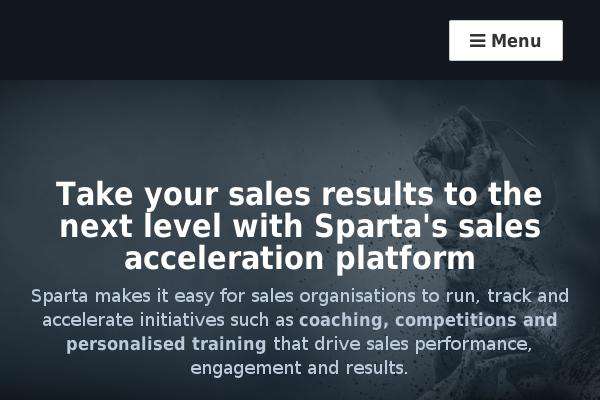 Menu
Take your sales results to the
next level with Sparta's sales
acceleration platform
Sparta makes it easy for sales organisations to run, track and
accelerate initiatives such as coaching, competitions and
personalised training that drive sales performance,
engagement and results.